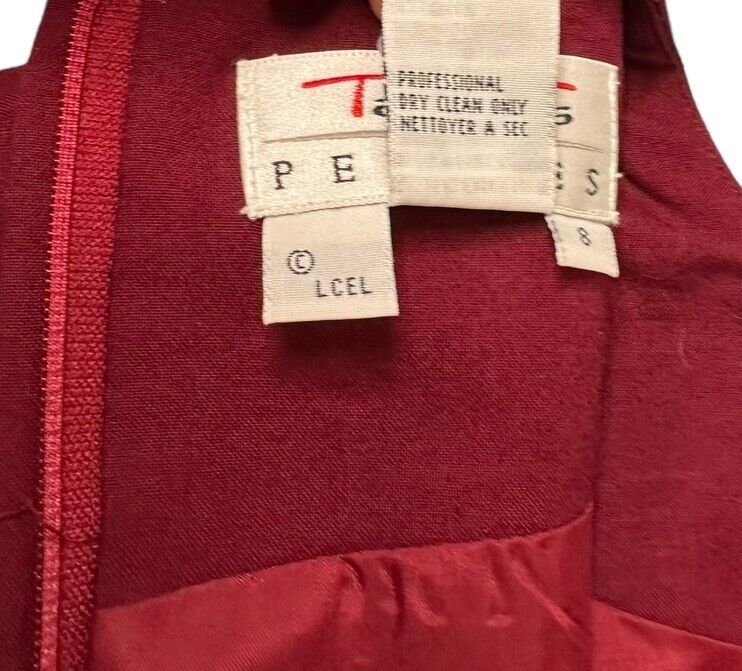 PROFESSIONAL
DRY CLEAN ONLY
NETTOYER A SEC
P E
S
8
©
LCEL